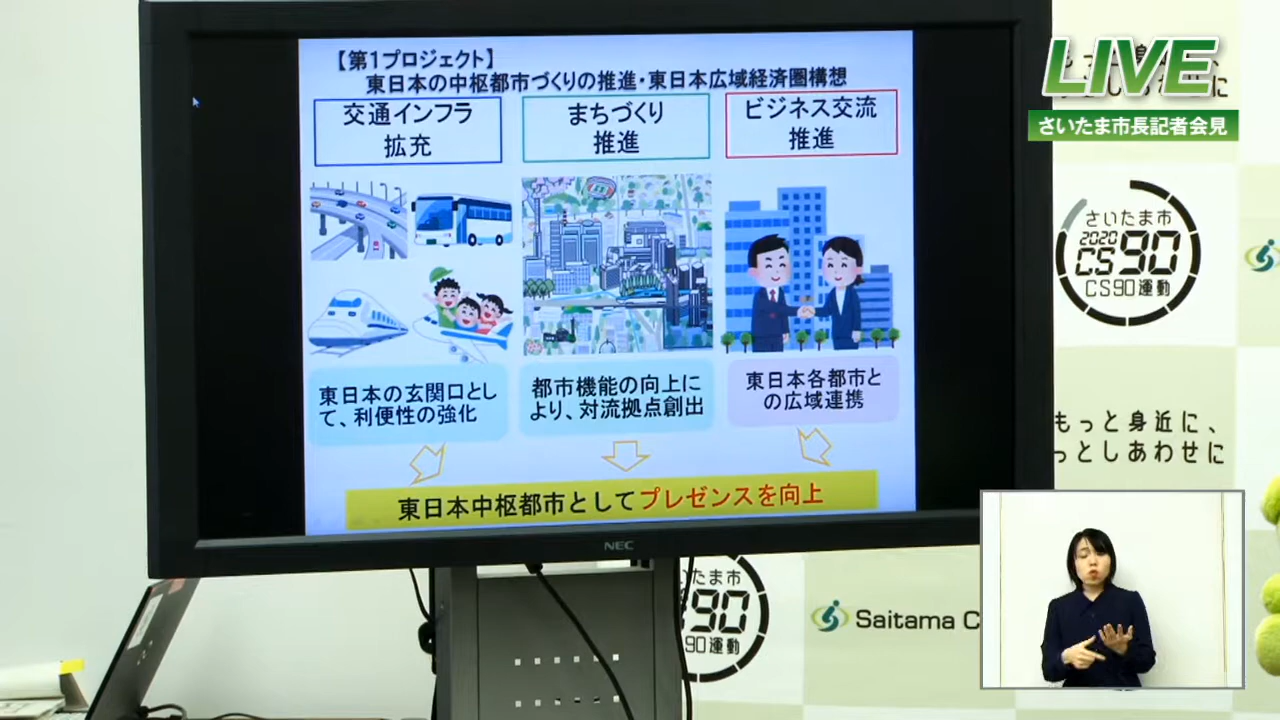 【第1プロジェクト】
東日本の中枢都市づくりの推進・東日本広域経済圏構想
交通インフラ
拡充
まちづくり
推進
ビジネス交流
推進
東日本の玄関口とし
て、利便性の強化
都市機能の向上に
より、対流拠点創出
東日本各都市と
の広域連携
東日本中枢都市としてプレゼンスを向上
NEC
LIVE
さいたま市長記者会見
さいたま市
2020
CS90
CS90運動
もっと身近に、
っとしあわせに
いたま市
90
90運動
Saitama C